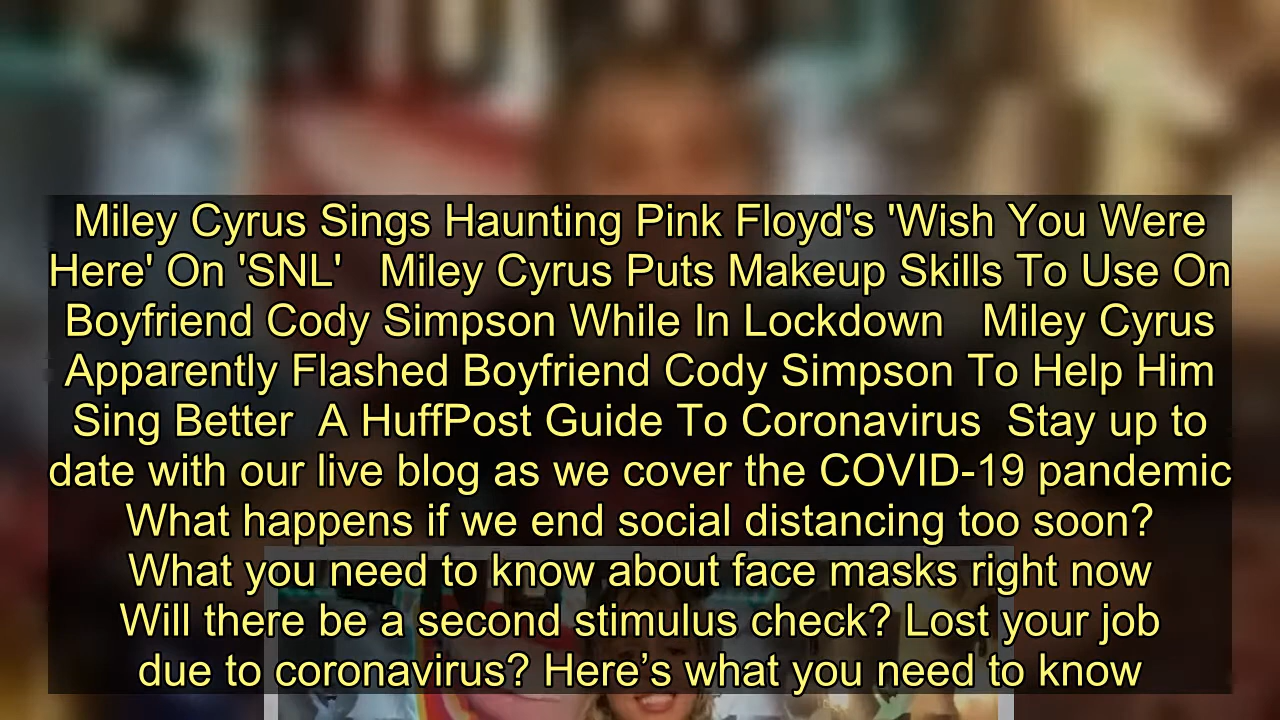 Miley Cyrus Sings Haunting Pink Floyd's 'Wish You Were
Here' On 'SNL'   Miley Cyrus Puts Makeup Skills To Use On
Boyfriend Cody Simpson While In Lockdown   Miley Cyrus
Apparently Flashed Boyfriend Cody Simpson To Help Him
Sing Better  A HuffPost Guide To Coronavirus  Stay up to
date with our live blog as we cover the COVID-19 pandemic
What happens if we end social distancing too soon?
What you need to know about face masks right now
Will there be a second stimulus check? Lost your job
due to coronavirus? Here’s what you need to know